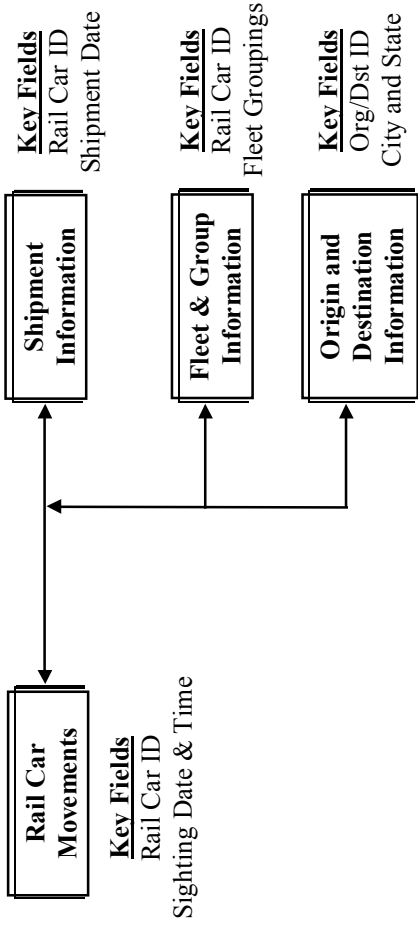 Rail Car
Movements
Key Fields
Rail Car ID
Sighting Date & Time
Shipment
Information
Key Fields
Rail Car ID
Shipment Date
Fleet & Group
Information
Key Fields
Rail Car ID
Fleet Groupings
Origin and
Destination
Information
Key Fields
Org/Dst ID
City and State